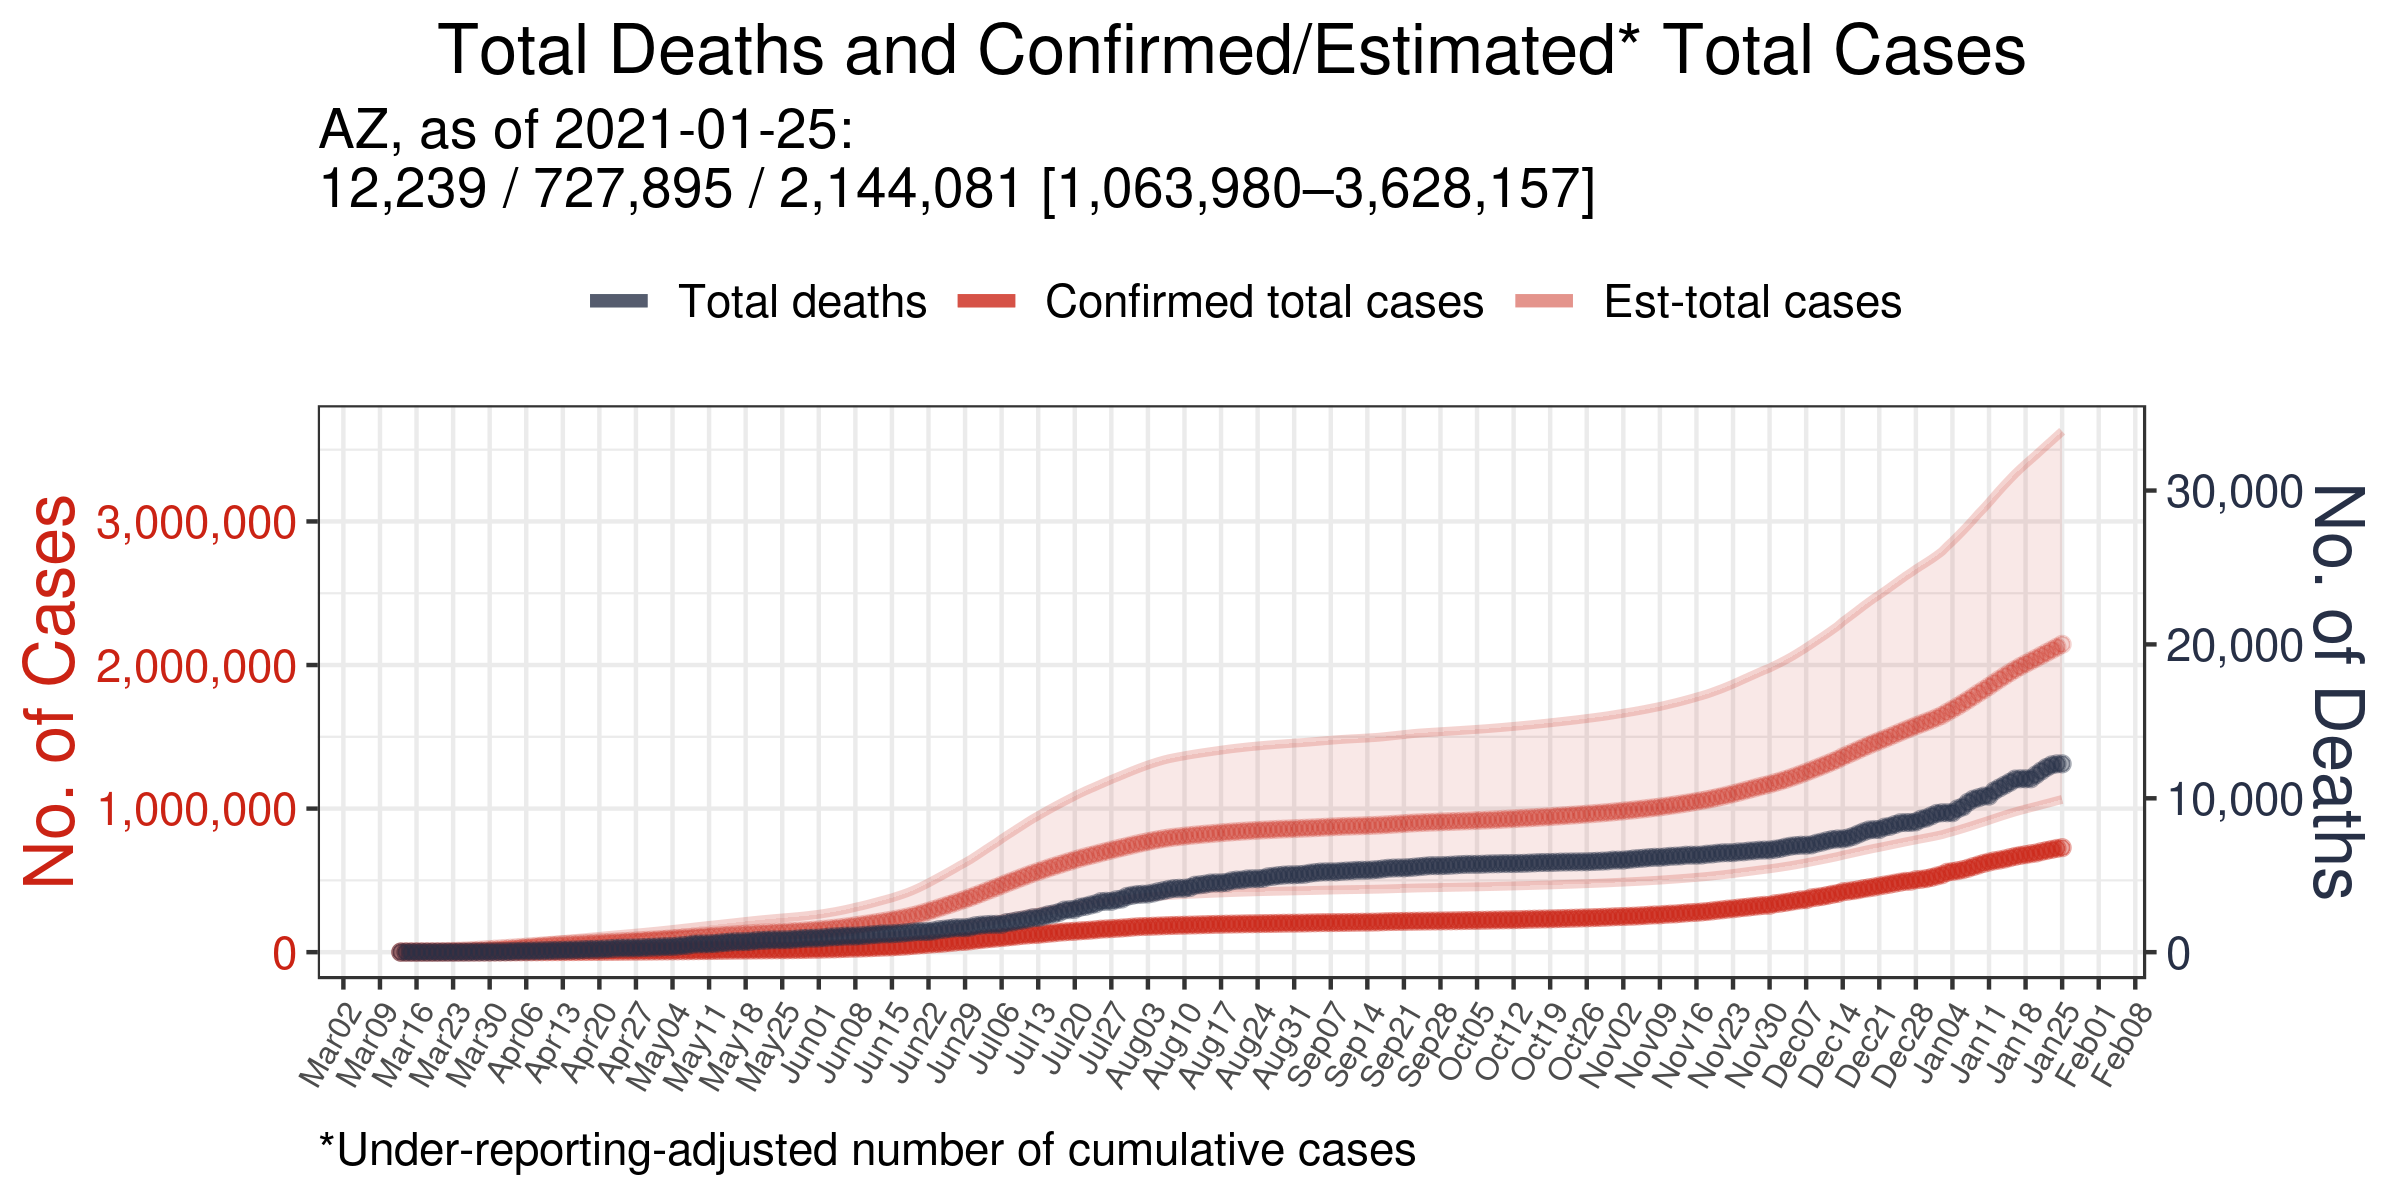 Total Deaths and Confirmed/Estimated* Total Cases
AZ, as of 2021-01-25:
12,239 / 727,895 / 2,144,081 [1,063,980–3,628,157]
Total deaths
Confirmed total cases
Est-total cases
No. of Cases
3,000,000
2,000,000
1,000,000
0
30,000
20,000
10,000
0
No. of Deaths
Mar02
Mar09
Mar16
Mar23
Mar30
Apr06
Apr13
Apr20
Apr27
May04
May11
May18
May25
Jun01
Jun08
Jun15
Jun22
Jun29
Jul06
Jul13
Jul20
Jul27
Aug03
Aug10
Aug17
Aug24
Aug31
Sep07
Sep14
Sep21
Sep28
Oct05
Oct12
Oct19
Oct26
Nov02
Nov09
Nov16
Nov23
Nov30
Dec07
Dec14
Dec21
Dec28
Jan04
Jan11
Jan18
Jan25
Feb01
Feb08
*Under-reporting-adjusted number of cumulative cases